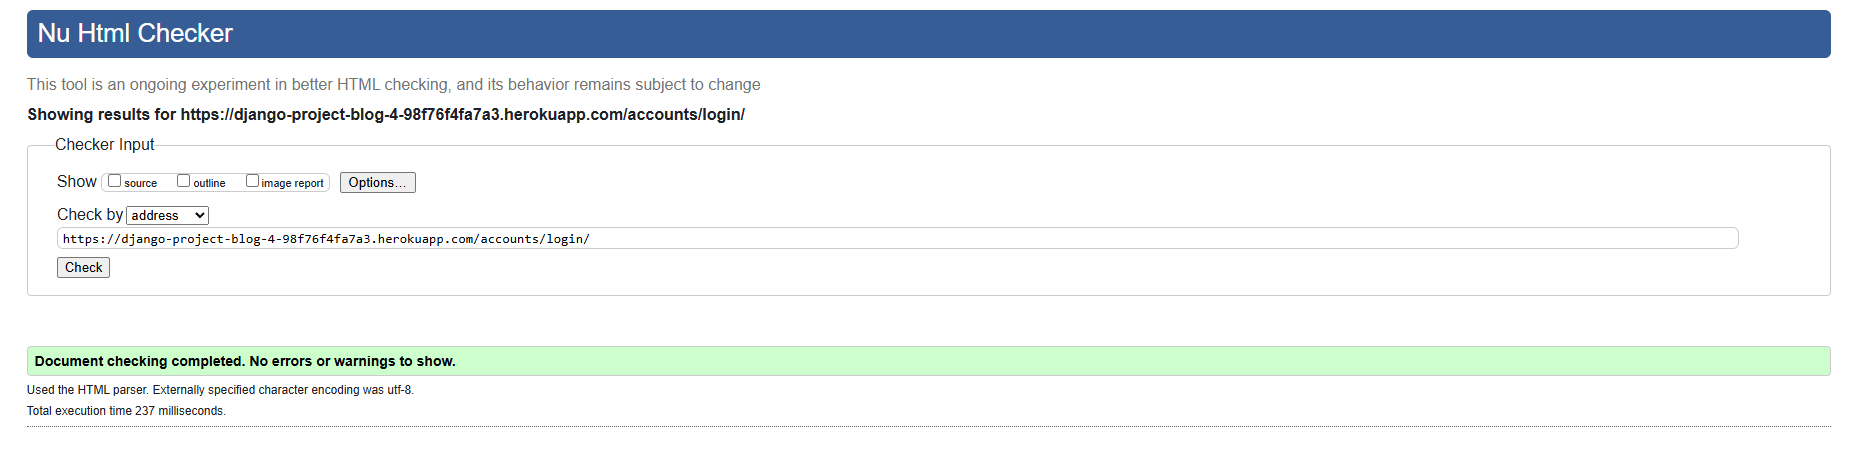 Nu Html Checker
This tool is an ongoing experiment in better HTML checking, and its behavior remains subject to change
Showing results for https://django-project-blog-4-98f76f4fa7a3.herokuapp.com/accounts/login/
Checker Input
Show source outline image report Options...
Check by address
https://django-project-blog-4-98f76f4fa7a3.herokuapp.com/accounts/login/
Check
Document checking completed. No errors or warnings to show.
Used the HTML parser. Externally specified character encoding was utf-8.
Total execution time 237 milliseconds.